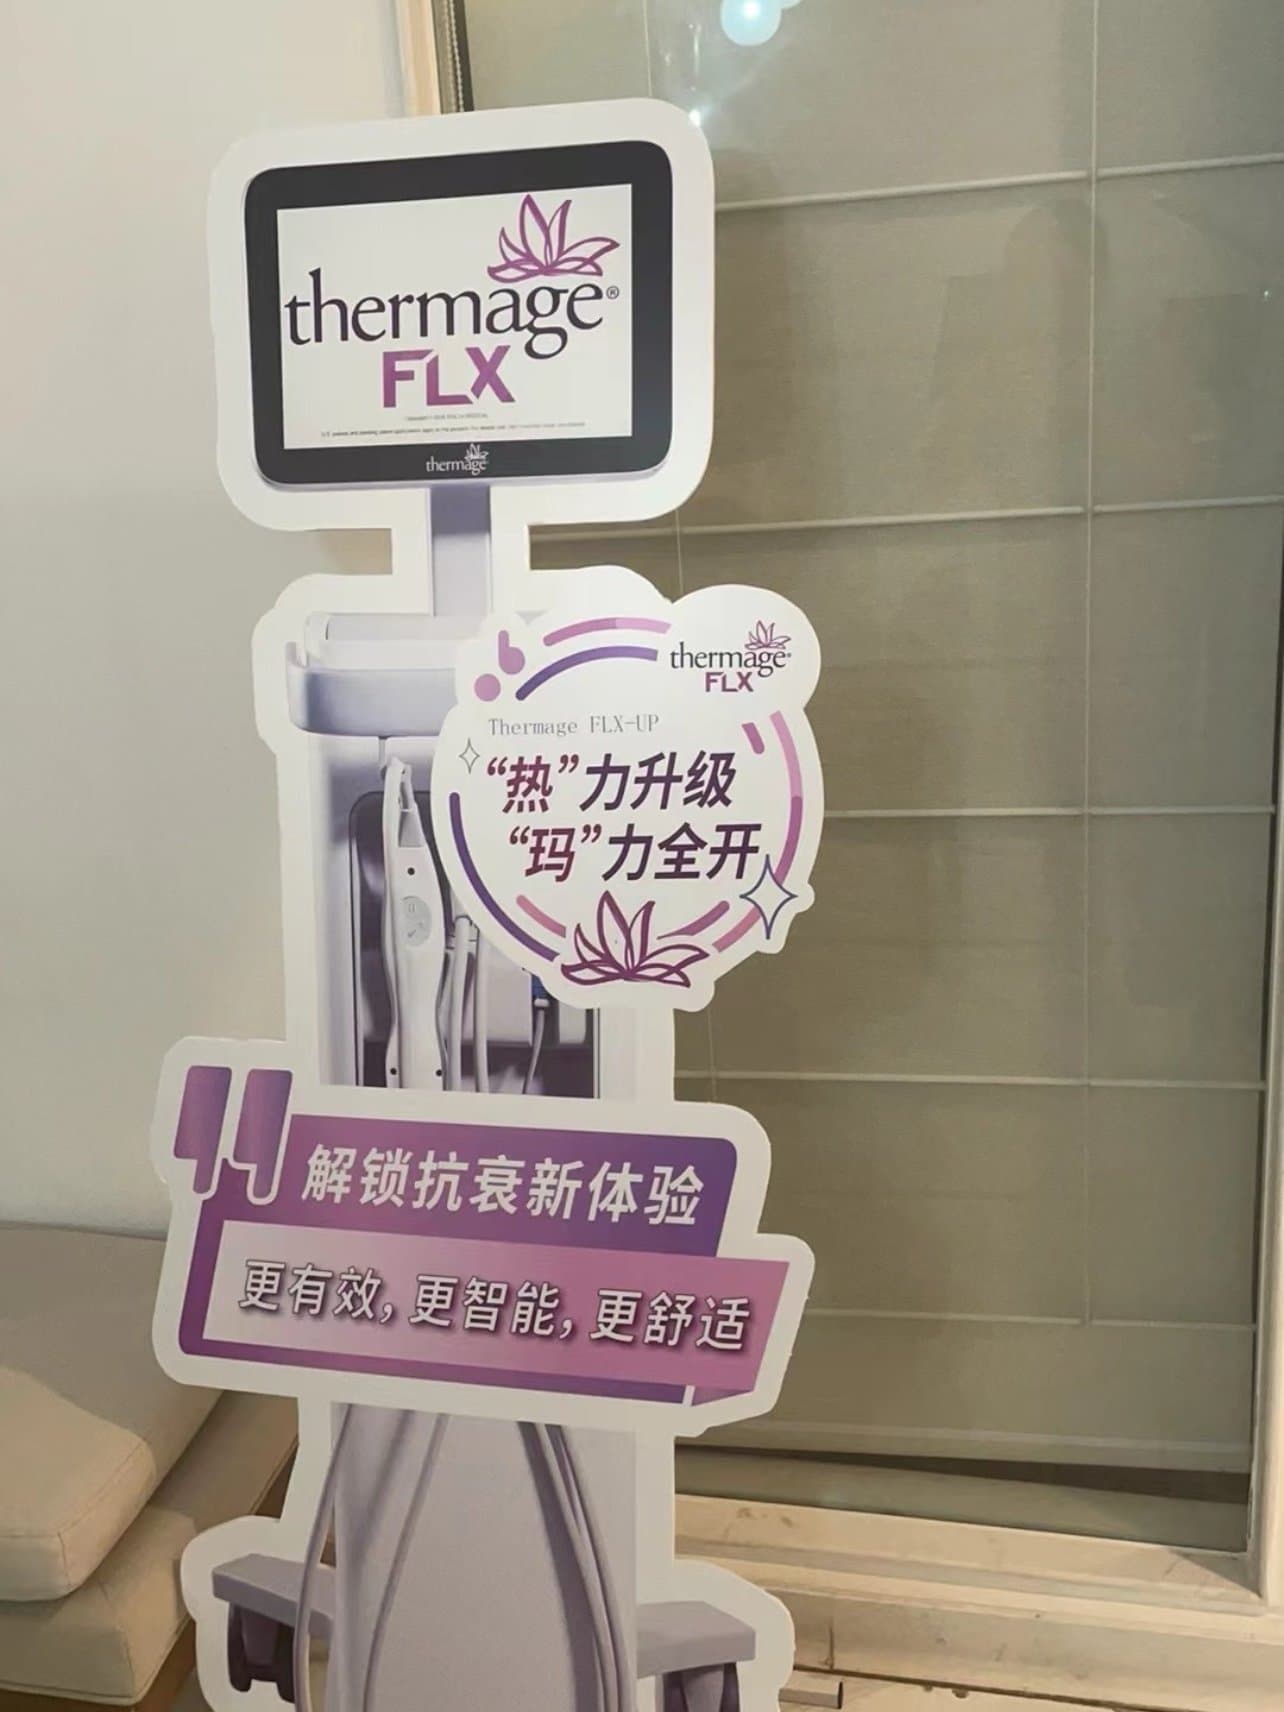 thermage®
FLX
thermage
thermage®
FLX
Thermage FLX-UP
“热”力升级
“玛”力全开
解锁抗衰新体验
更有效，更智能，更舒适